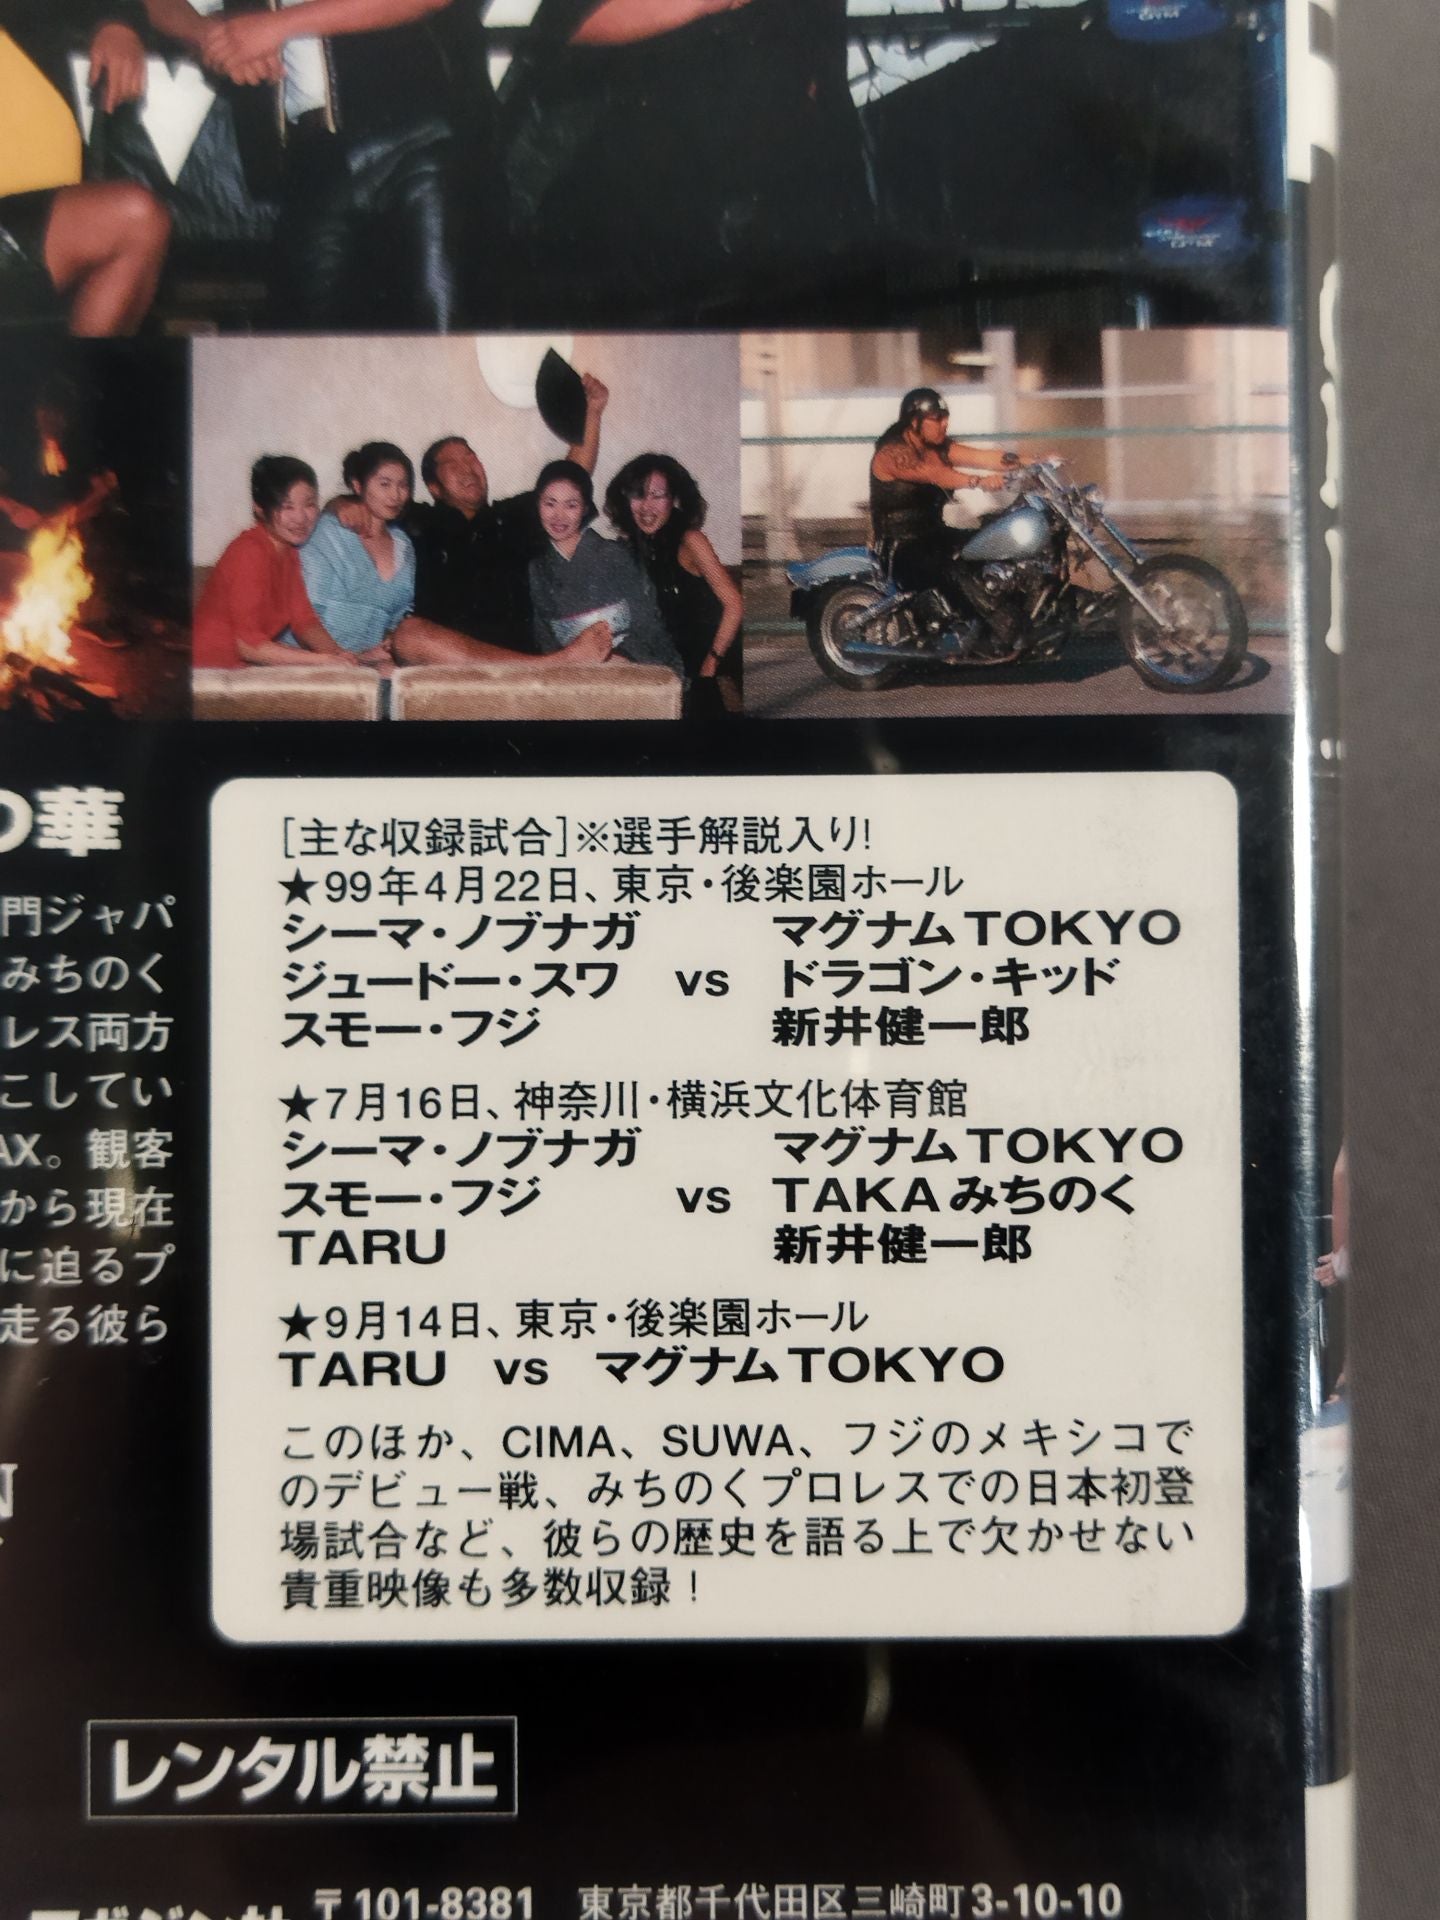 の華
門ジャパ
みちのく
レス両方
こしてい
AX。観客
から現在
に迫るプ
走る彼ら
[主な収録試合]※選手解説入り!
★99年4月22日、東京・後楽園ホール
シーマ・ノブナガ マグナムTOKYO
ジュードー・スワ vs ドラゴン・キッド
スモー・フジ 新井健一郎
★7月16日、神奈川・横浜文化体育館
シーマ・ノブナガ マグナムTOKYO
スモー・フジ vs TAKAみちのく
TARU 新井健一郎
★9月14日、東京・後楽園ホール
TARU vs マグナムTOKYO
このほか、CIMA、SUWA、フジのメキシコで
のデビュー戦、みちのくプロレスでの日本初登
場試合など、彼らの歴史を語る上で欠かせない
貴重映像も多数収録！
レンタル禁止
マガジン社 〒101-8381 東京都千代田区三崎町3-10-10